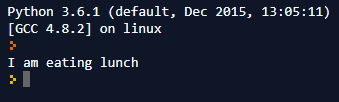 Python 3.6.1 (default, Dec 2015, 13:05:11)
[GCC 4.8.2] on linux
>
I am eating lunch
>